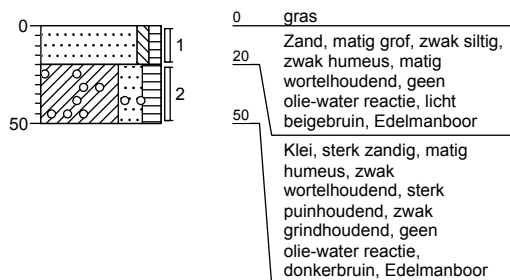 0
50
1
2
0 gras
Zand, matig grof, zwak siltig,
zwak humeus, matig
wortelhoudend, geen
olie-water reactie, licht
beigebruin, Edelmanboor
20
50
Klei, sterk zandig, matig
humeus, zwak
wortelhoudend, sterk
puinhoudend, zwak
grindhoudend, geen
olie-water reactie,
donkerbruin, Edelmanboor